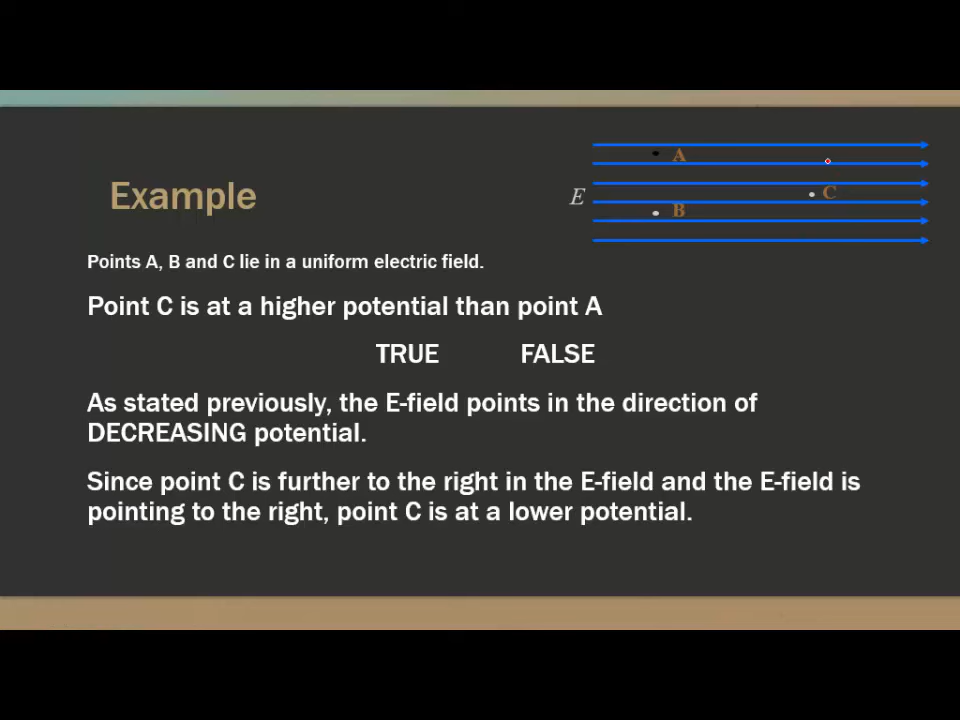 A
Example
E
C
B
Points A, B and C lie in a uniform electric field.
Point C is at a higher potential than point A
TRUE FALSE
As stated previously, the E-field points in the direction of
DECREASING potential.
Since point C is further to the right in the E-field and the E-field is
pointing to the right, point C is at a lower potential.